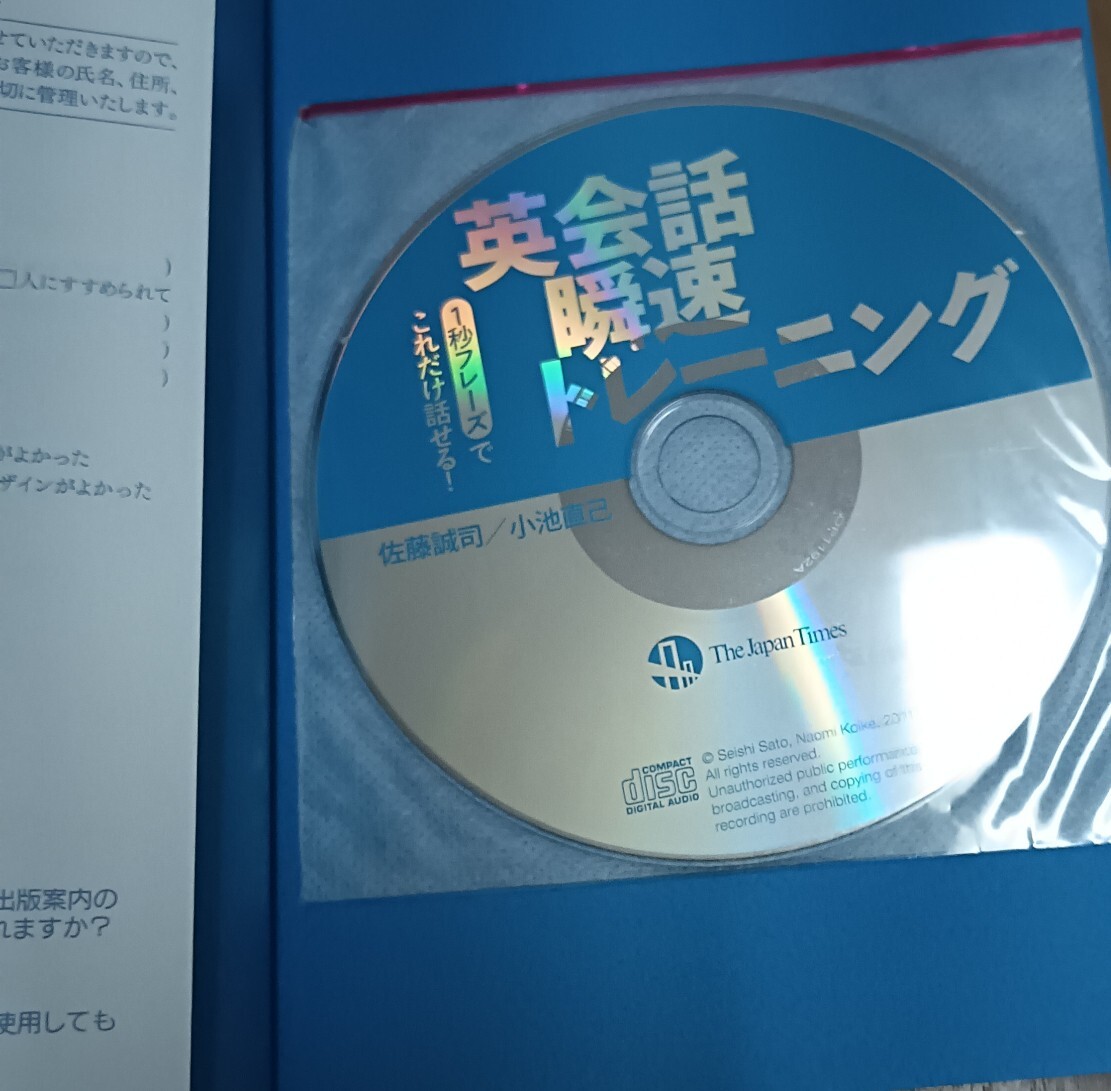 せていただきますので、
お客様の氏名、住所、
切に管理いたします。
)
□人にすすめられて
)
)
)
がよかった
ザインがよかった
出版案内の
れますか?
使用しても
英会話
瞬速
トレーニング
1秒フレーズで
これだけ話せる!
佐藤誠司/小池直己
The Japan Times
COMPACT
disc
DIGITAL AUDIO
© Seishi Sato, Naomi Koike, 2011
All rights reserved.
Unauthorized public performance
broadcasting, and copying of this
recording are prohibited.